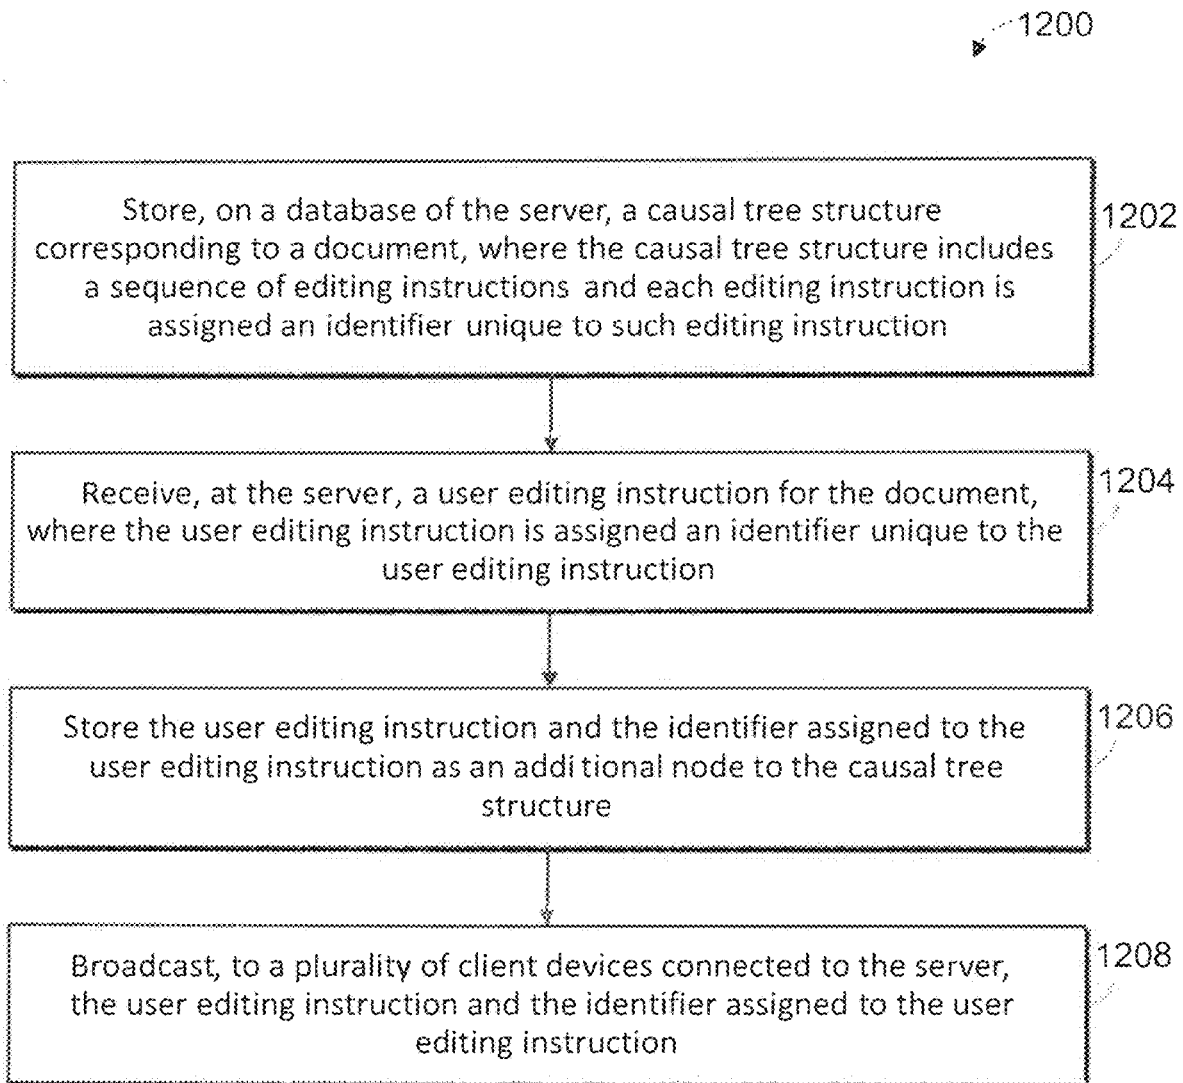 1200
Store, on a database of the server, a causal tree structure
corresponding to a document, where the causal tree structure includes
a sequence of editing instructions and each editing instruction is
assigned an identifier unique to such editing instruction
1202
Receive, at the server, a user editing instruction for the document,
where the user editing instruction is assigned an identifier unique to the
user editing instruction
1204
Store the user editing instruction and the identifier assigned to the
user editing instruction as an additional node to the causal tree
structure
1206
Broadcast, to a plurality of client devices connected to the server,
the user editing instruction and the identifier assigned to the user
editing instruction
1208